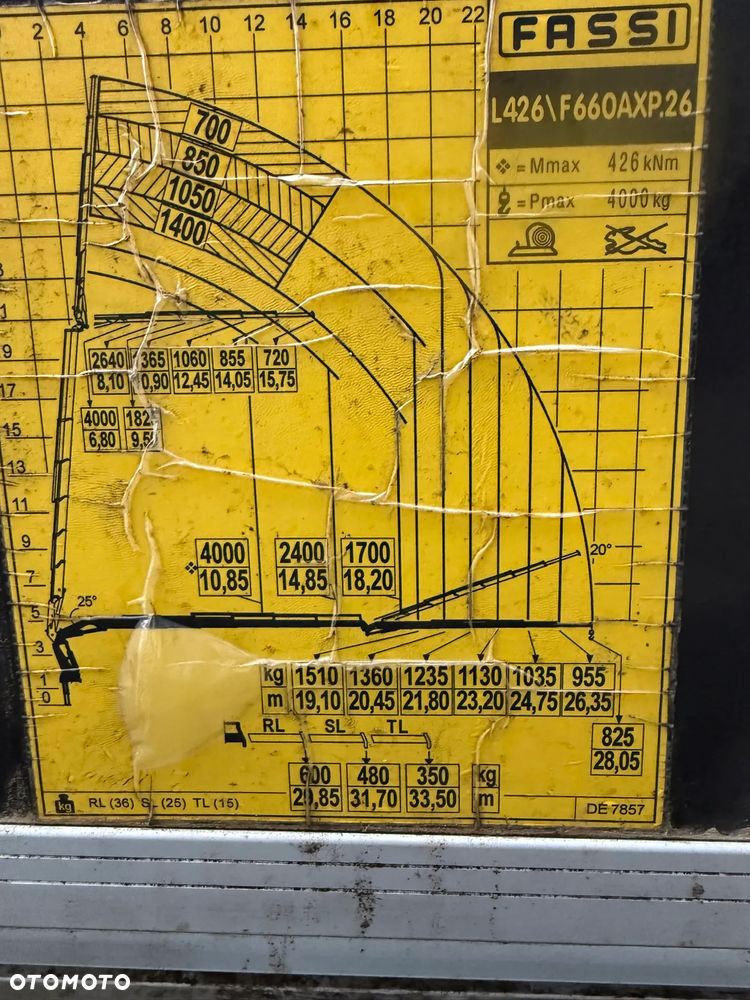 2 4 6 8 10 12 14 16 18 20 22
FASSI
L426\F660AXP.26
❖ = Mmax 426 kNm
= Pmax 4000 kg
700
850
1050
1400
2640 1060 855 720
8,10 12,45 14,05 15,75
4000
6,80
17
15
13
11
9
7
5
3
1
0
4000 2400 1700
❖ 10,85 14,85 18,20
25°
20°
kg 1510 1360 1235 1130 1035 955
m 19,10 20,45 21,80 23,20 24,75 26,35
825
28,05
RL SL TL
600 480 350 kg
29,85 31,70 33,50 m
kg RL (36) SL (25) TL (15)
DE 7857
OTOMOTO